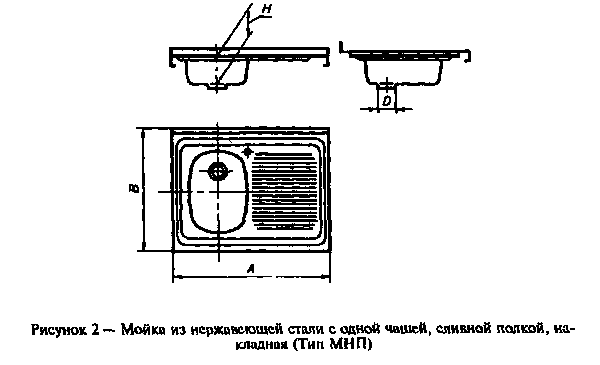 H
D
B
A
Рисунок 2 — Мойка из нержавеющей стали с одной чашей, сливной полкой, на-
кладная (Тип МНП)